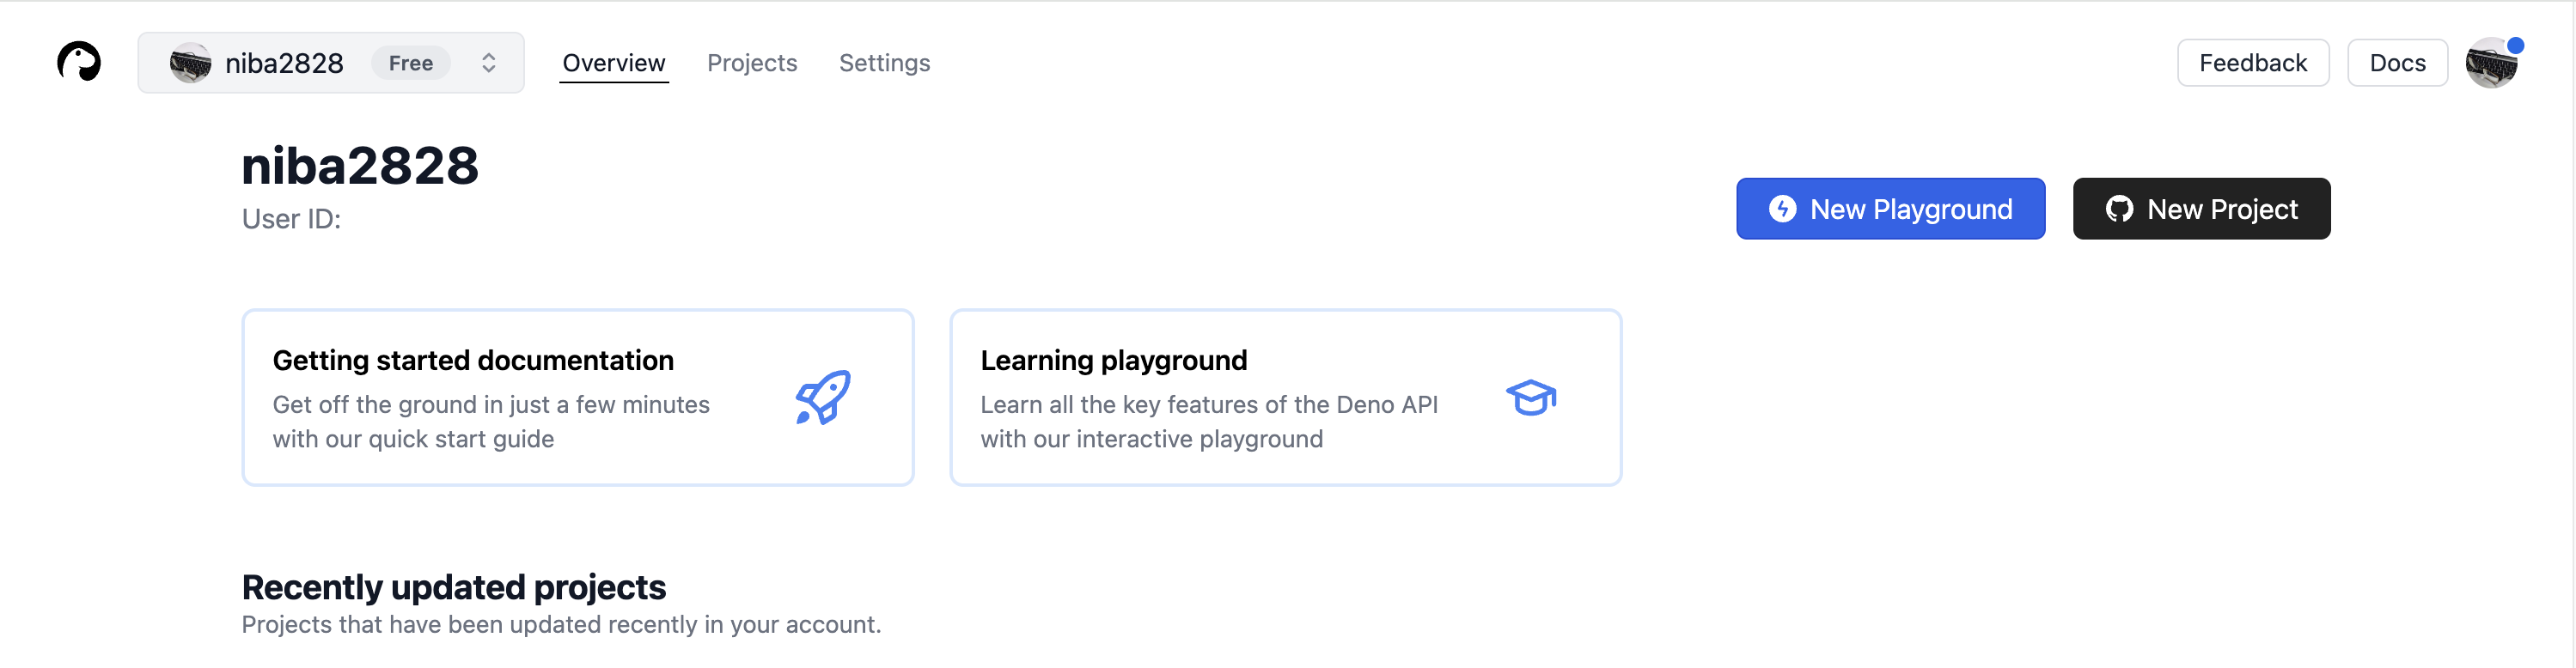 niba2828 Free Overview Projects Settings Feedback Docs
niba2828
User ID:
New Playground New Project
Getting started documentation
Get off the ground in just a few minutes
with our quick start guide
Learning playground
Learn all the key features of the Deno API
with our interactive playground
Recently updated projects
Projects that have been updated recently in your account.